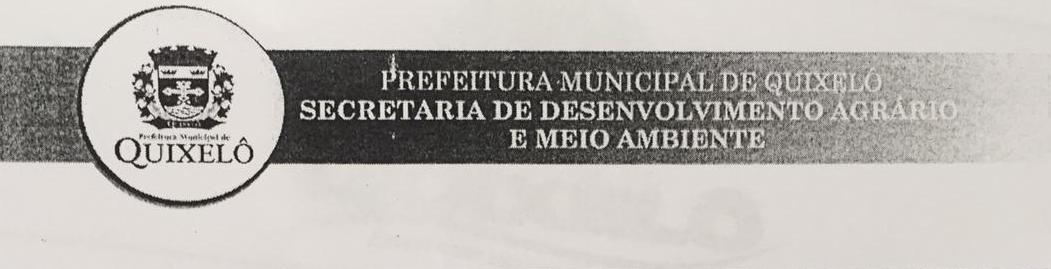 Prefeitura Municipal de
QUIXELÔ
PREFEITURA MUNICIPAL DE QUIXELÔ
SECRETARIA DE DESENVOLVIMENTO AGRÁRIO
E MEIO AMBIENTE